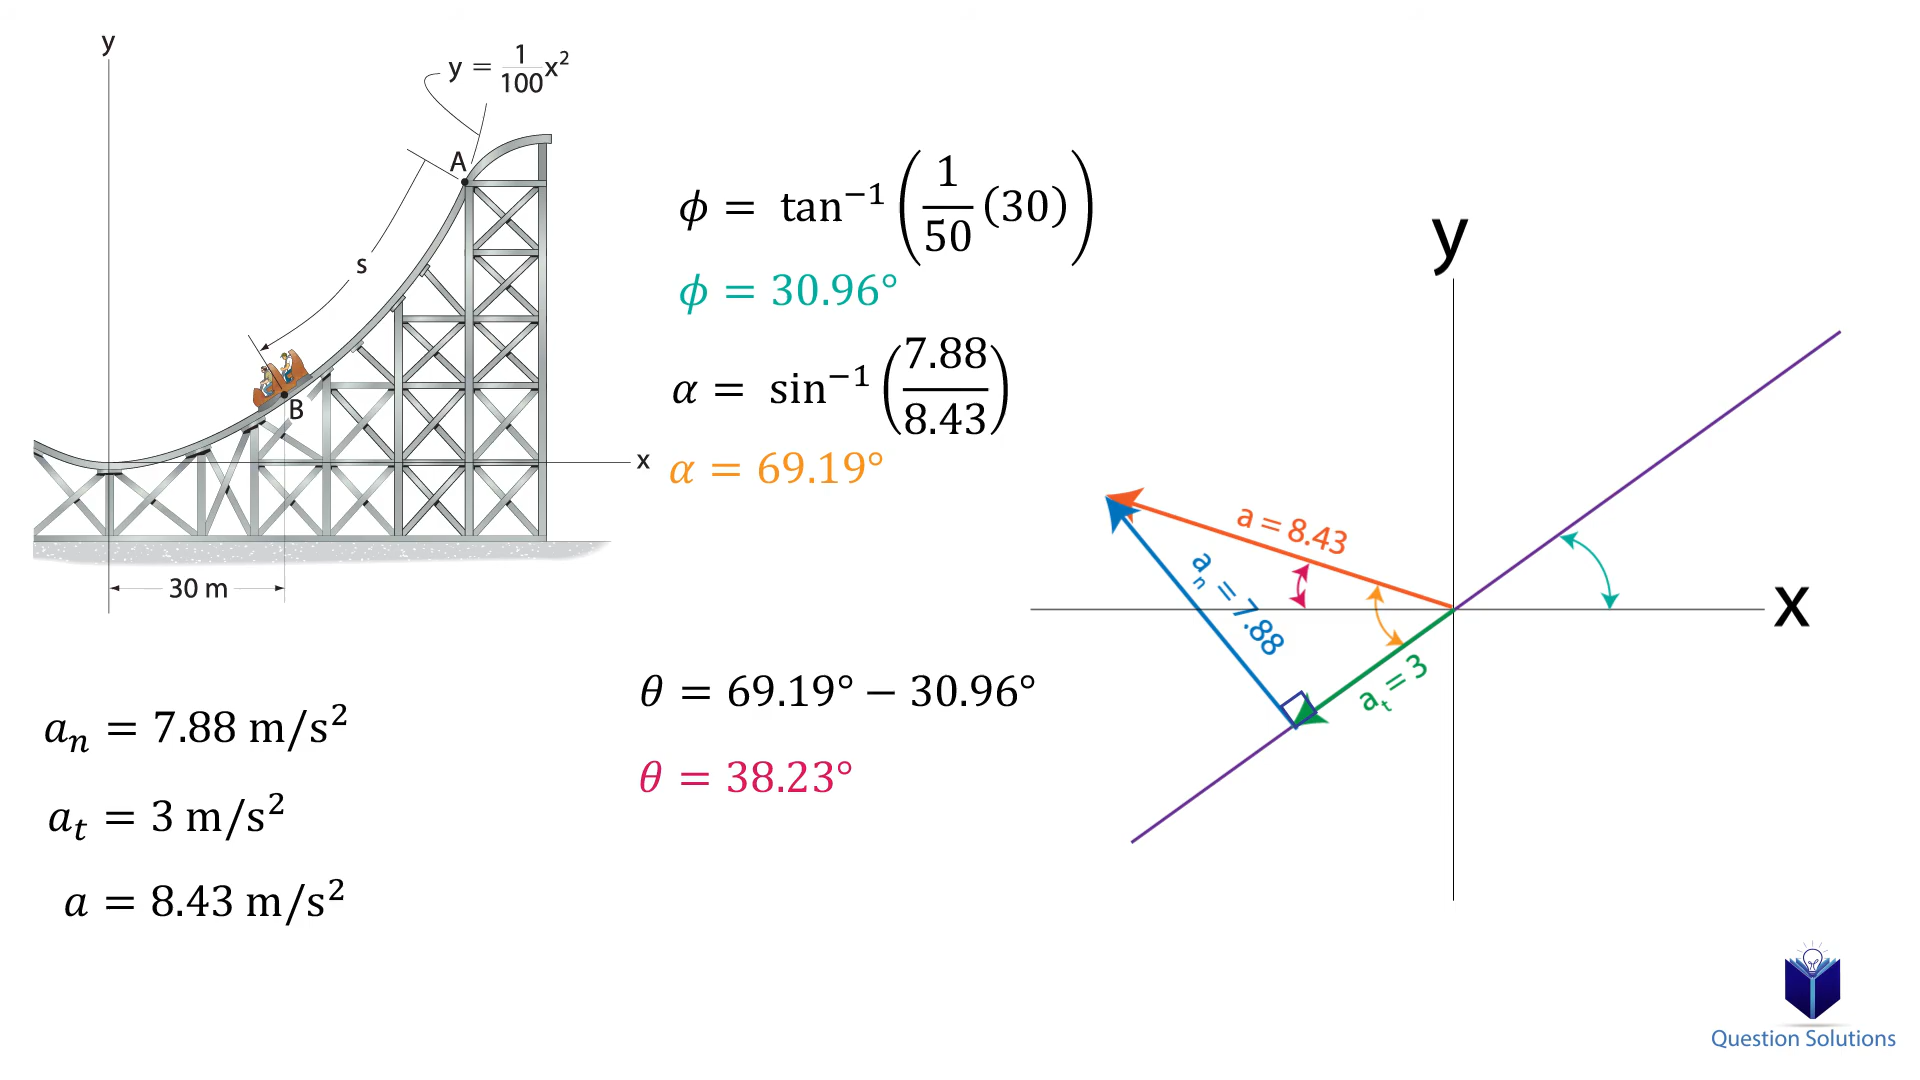 y
y = 1/100 x²
A
s
B
x
30 m
ϕ = tan⁻¹(1/50 (30))
ϕ = 30.96°
α = sin⁻¹(7.88/8.43)
α = 69.19°
θ = 69.19° − 30.96°
θ = 38.23°
aₙ = 7.88 m/s²
aₜ = 3 m/s²
a = 8.43 m/s²
y
x
a = 8.43
aₙ = 7.88
aₜ = 3
Question Solutions